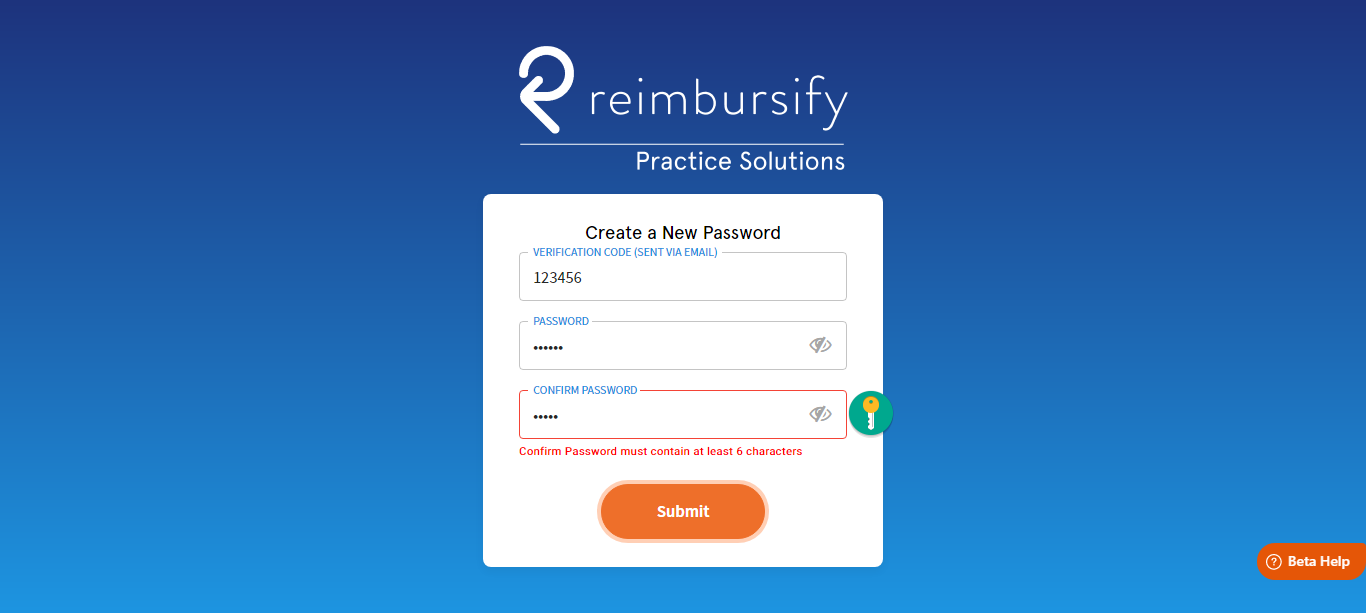 reimbursify
Practice Solutions
Create a New Password
VERIFICATION CODE (SENT VIA EMAIL)
123456
PASSWORD
••••••
CONFIRM PASSWORD
•••••
Confirm Password must contain at least 6 characters
Submit
Beta Help